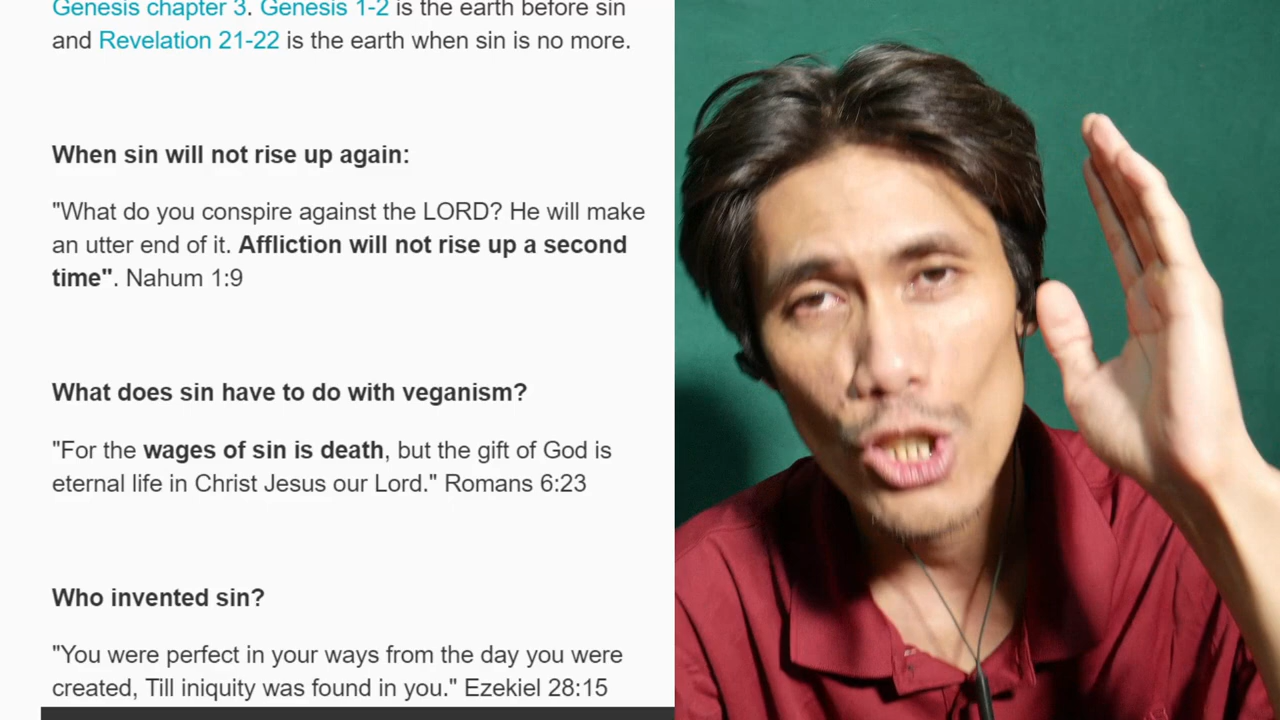 Genesis chapter 3. Genesis 1-2 is the earth before sin
and Revelation 21-22 is the earth when sin is no more.
When sin will not rise up again:
"What do you conspire against the LORD? He will make
an utter end of it. Affliction will not rise up a second
time". Nahum 1:9
What does sin have to do with veganism?
"For the wages of sin is death, but the gift of God is
eternal life in Christ Jesus our Lord." Romans 6:23
Who invented sin?
"You were perfect in your ways from the day you were
created, Till iniquity was found in you." Ezekiel 28:15